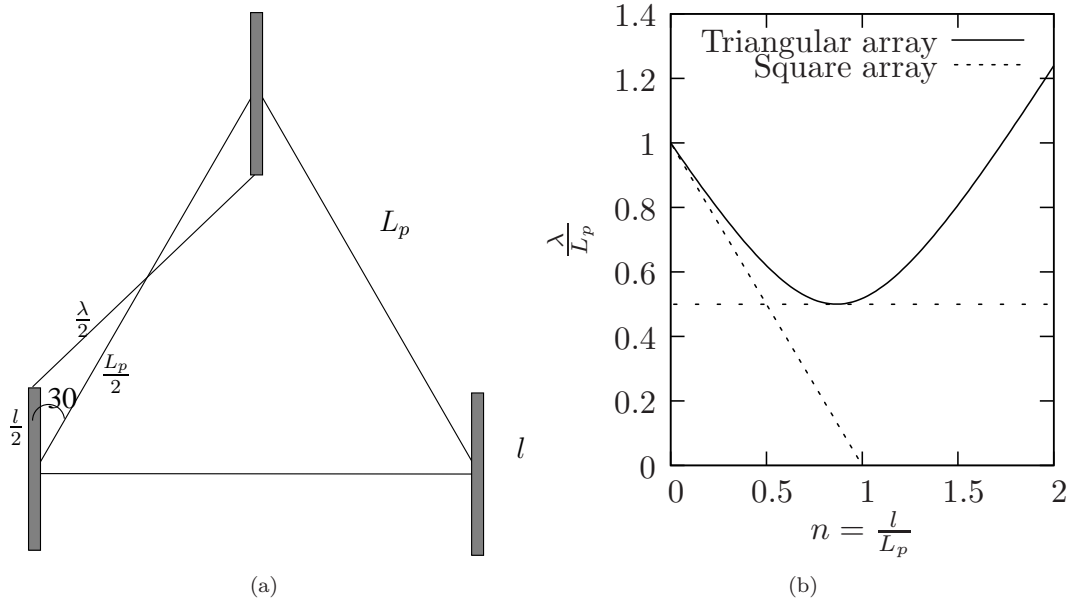 L_p
λ/2
L_p/2
30
l/2
l
(a)
1.4
1.2
1
0.8
0.6
0.4
0.2
0
λ/L_p
Triangular array
Square array
0 0.5 1 1.5 2
n = l/L_p
(b)